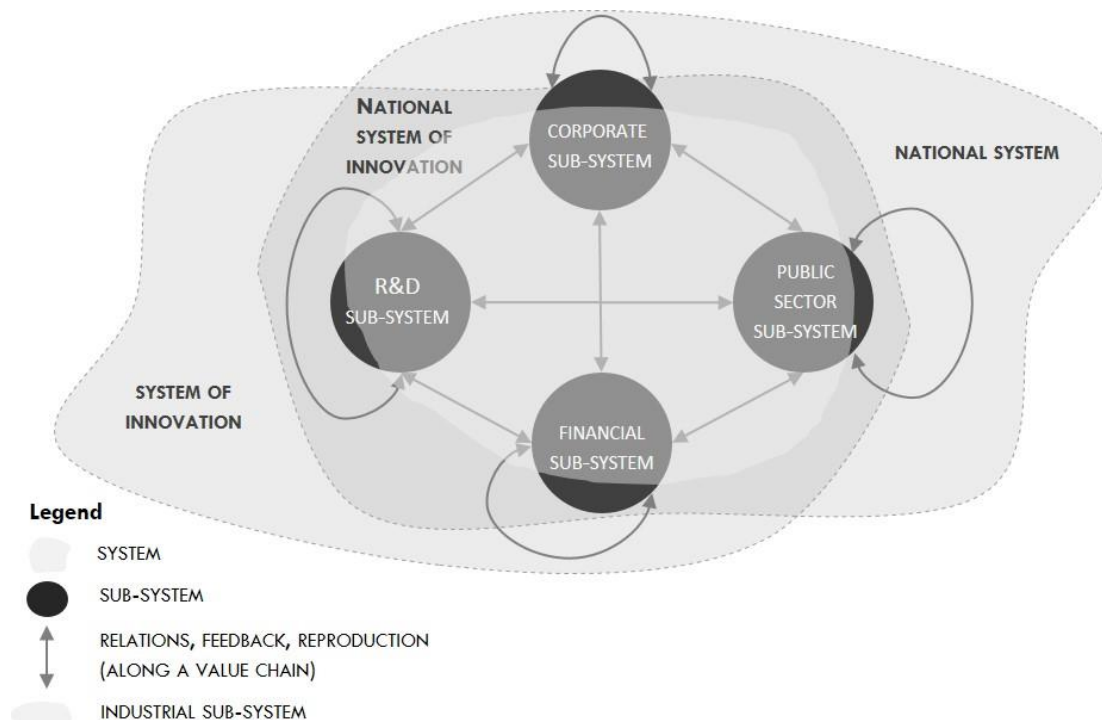 NATIONAL
SYSTEM OF
INNOVATION
CORPORATE
SUB-SYSTEM
NATIONAL SYSTEM
R&D
SUB-SYSTEM
PUBLIC
SECTOR
SUB-SYSTEM
SYSTEM OF
INNOVATION
FINANCIAL
SUB-SYSTEM
Legend
SYSTEM
SUB-SYSTEM
RELATIONS, FEEDBACK, REPRODUCTION
(ALONG A VALUE CHAIN)
INDUSTRIAL SUB-SYSTEM